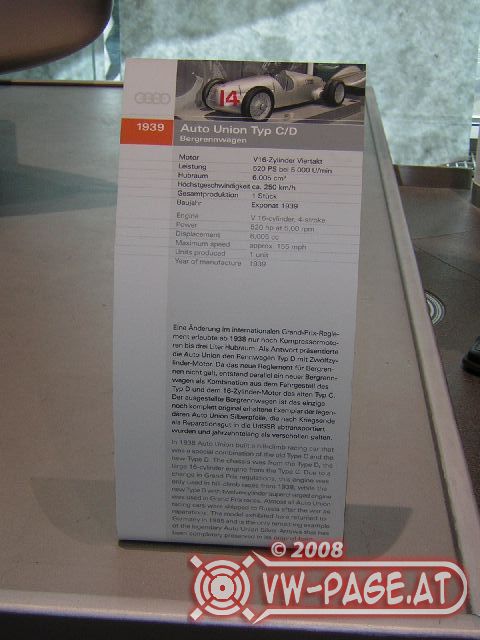 14
1939
Auto Union Typ C/D
Bergrennwagen
Motor V16-Zylinder Viertakt
Leistung 520 PS bei 5 000 U/min
Hubraum 6.005 cm³
Höchstgeschwindigkeit ca. 250 km/h
Gesamtproduktion 1 Stück
Baujahr Exponat 1939
Engine V 16-cylinder, 4-stroke
Power 520 hp at 5,00 rpm
Displacement 6,005 cc
Maximum speed approx. 155 mph
Units produced 1 unit
Year of manufacture 1939
Eine Änderung im internationalen Grand-Prix-Regle-
ment erlaubte ab 1938 nur noch Kompressormoto-
ren bis drei Liter Hubraum. Als Antwort präsentierte
die Auto Union den Rennwagen Typ D mit Zwölfzy-
linder-Motor. Da das neue Reglement für Bergren-
nen nicht galt, entstand parallel ein neuer Bergrenn-
wagen als Kombination aus dem Fahrgestell des
Typ D und dem 16-Zylinder-Motor des alten Typ C.
Der ausgestellte Bergrennwagen ist das einzige
noch komplett original erhaltene Exemplar der legen-
dären Auto Union Silberpfeile, die nach Kriegsende
als Reparationsgut in die UdSSR abtransportiert
wurden und jahrzehntelang als verschollen galten.
In 1938 Auto Union built a hill-climb racing car that
was a special combination of the old Type C and the
new Type D. The chassis was from the Type D, the
large 16-cylinder engine from the Type C. Due to a
change in Grand Prix regulations, this engine was
only used in hill climb races from 1938, while the
new Type D with twelve-cylinder supercharged engine
was used in Grand Prix races. Almost all Auto Union
racing cars were shipped to Russia after the war as
reparations. The model exhibited here returned to
Germany in 1995 and is the only remaining example
of the legendary Auto Union Silver Arrows that has
been completely preserved in its original form.
© 2008
VW-PAGE.AT